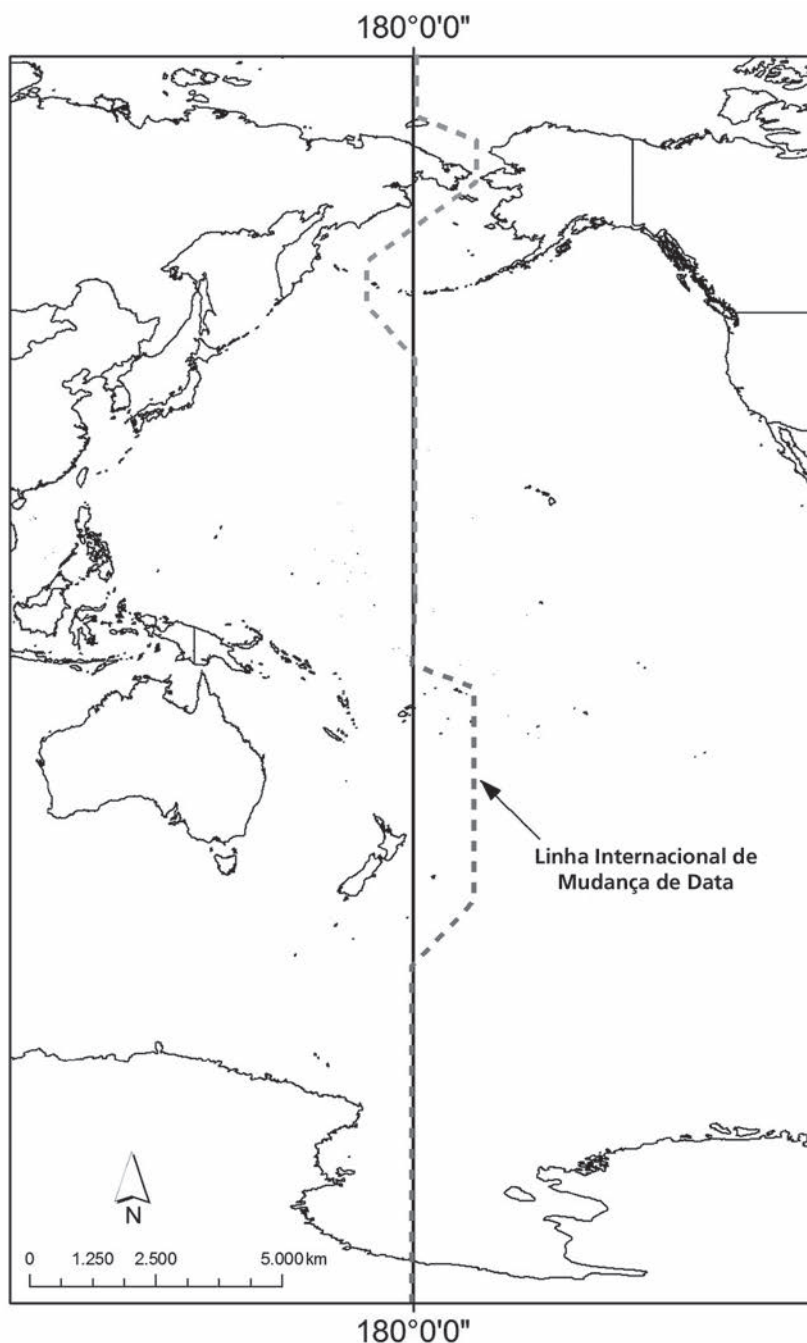 180°0'0"
Linha Internacional de
Mudança de Data
N
0 1.250 2.500 5.000 km
180°0'0"